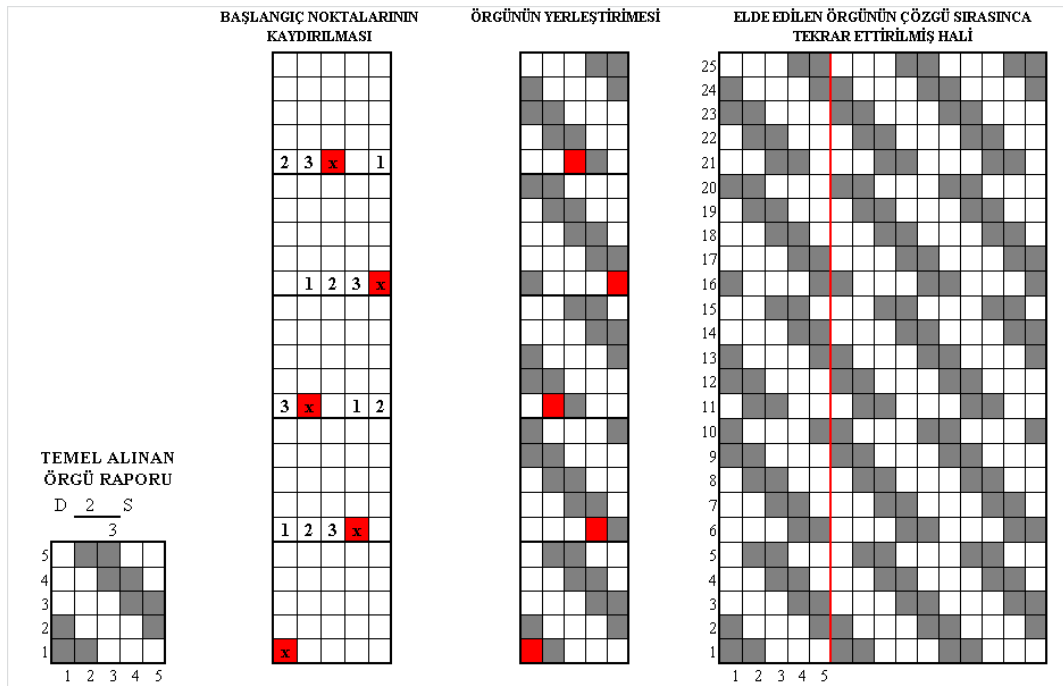 BAŞLANGIÇ NOKTALARININ
KAYDIRILMASI
ÖRGÜNÜN YERLEŞTİRİMESİ
ELDE EDİLEN ÖRGÜNÜN ÇÖZGÜ SIRASINCA
TEKRAR ETTİRİLMİŞ HALİ
2 3 x 1
1 2 3 x
3 x 1 2
1 2 3 x
x
TEMEL ALINAN
ÖRGÜ RAPORU
D 2 S
3
5
4
3
2
1
1 2 3 4 5
25
24
23
22
21
20
19
18
17
16
15
14
13
12
11
10
9
8
7
6
5
4
3
2
1
1 2 3 4 5